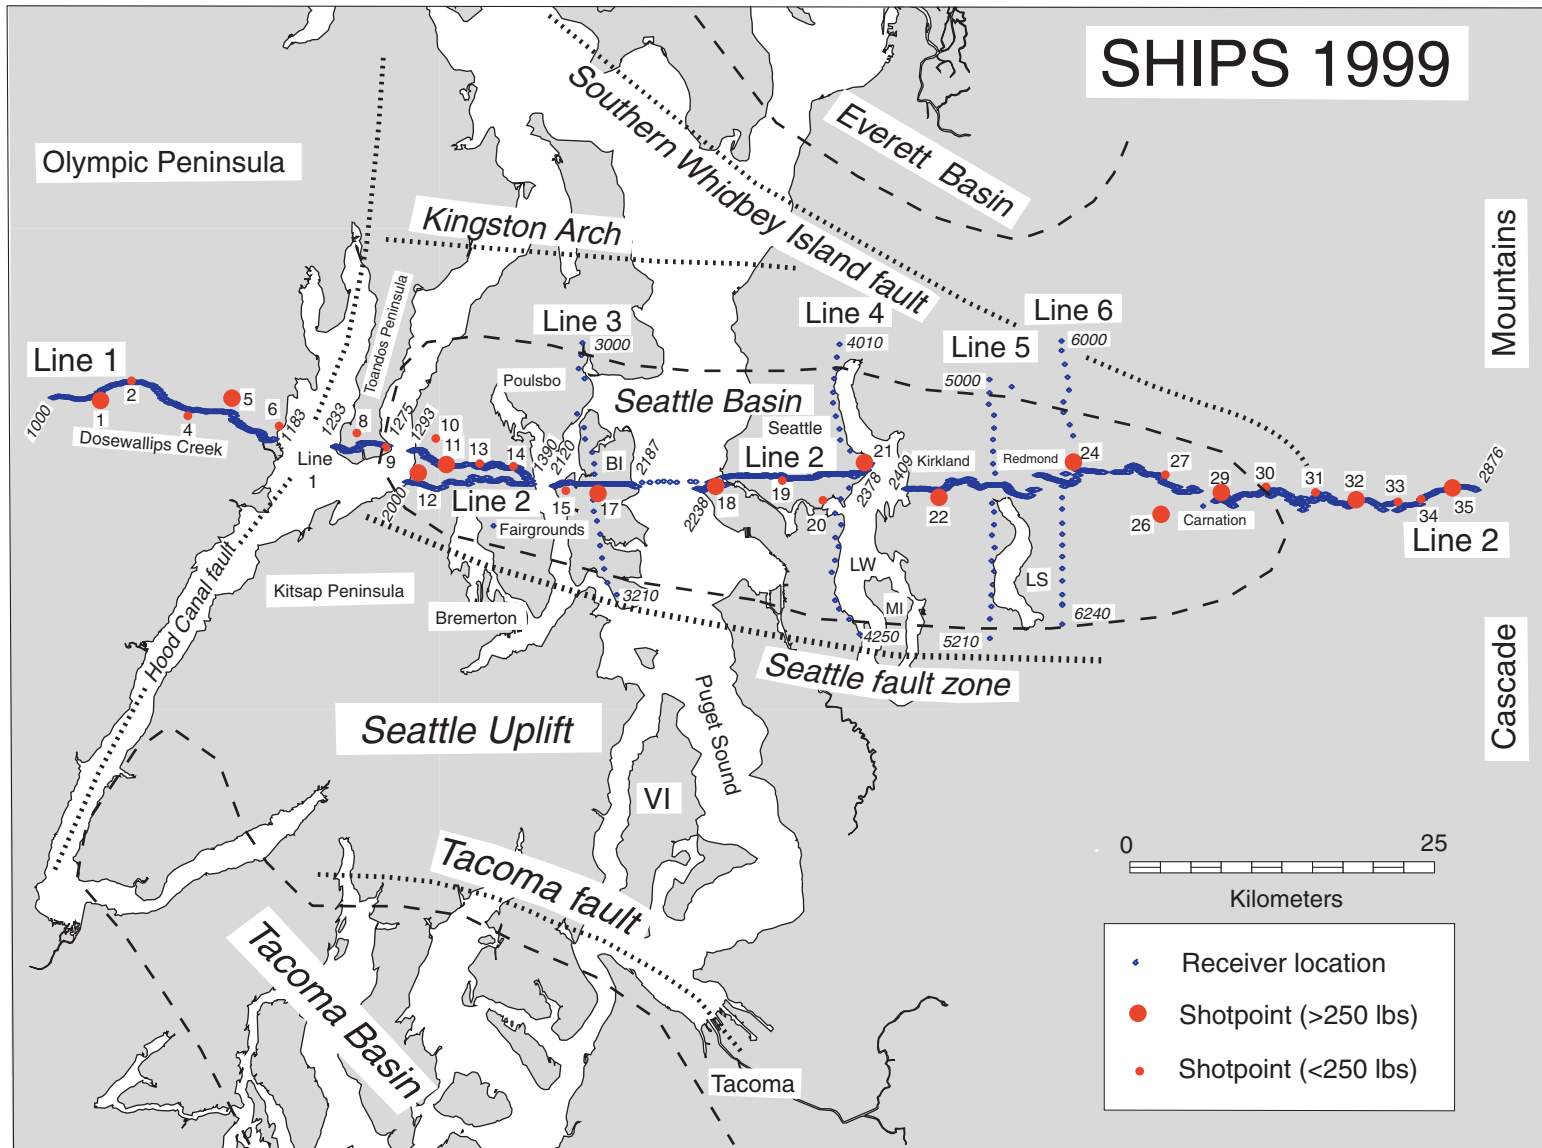 SHIPS 1999
Olympic Peninsula
Southern Whidbey Island fault
Everett Basin
Kingston Arch
Mountains
Toandos Peninsula
Line 3
3000
Line 4
4010
Line 6
6000
Line 5
5000
Line 1
1000
1
2
4
5
6
Dosewallips Creek
1183
1233
8
1275
9
Line
1
1293
10
11
13
14
Poulsbo
1390
2120
BI
2187
Seattle Basin
Seattle
Line 2
21
2378
2409
Kirkland
Redmond
24
27
29
30
31
32
33
34
35
2876
Line 2
2000
12
Line 2
Fairgrounds
15
17
2238
18
19
20
22
26
Carnation
Hood Canal fault
Kitsap Peninsula
Bremerton
3210
LW
MI
LS
4250
5210
6240
Seattle fault zone
Cascade
Seattle Uplift
Puget Sound
VI
Tacoma fault
Tacoma Basin
Tacoma
0
25
Kilometers
Receiver location
Shotpoint (>250 lbs)
Shotpoint (<250 lbs)